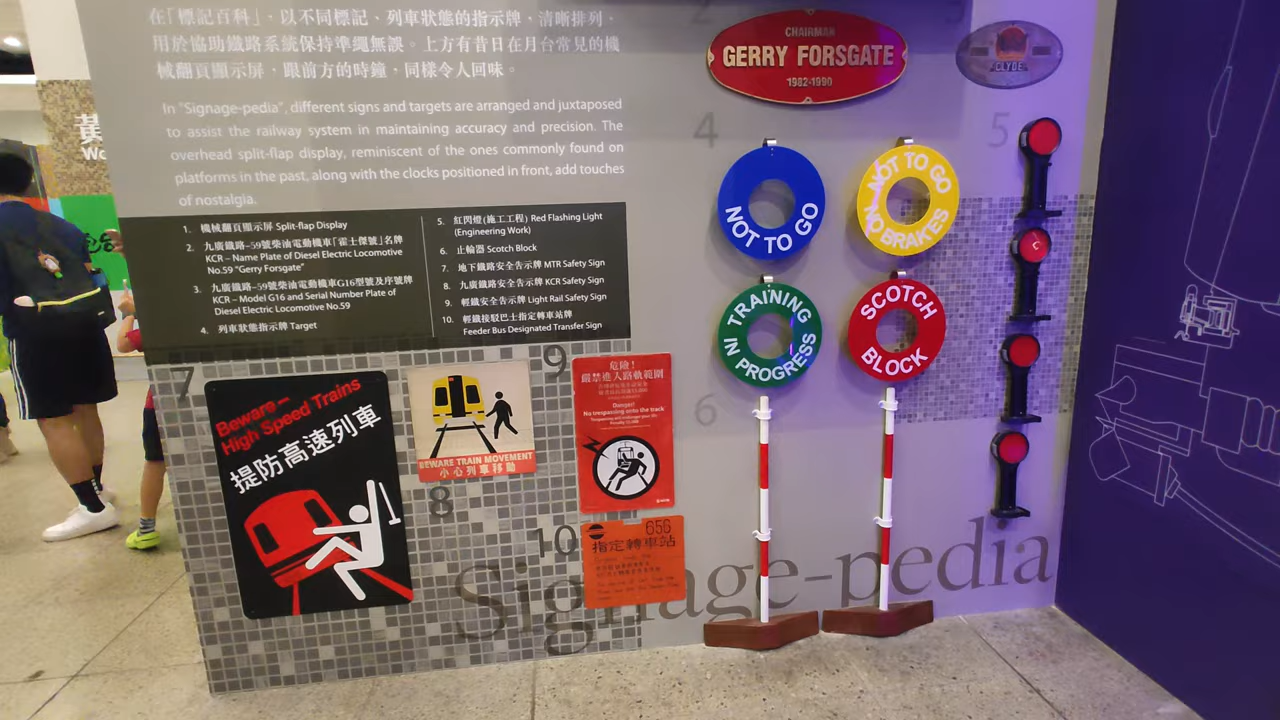 在「標記百科」，以不同標記、列車狀態的指示牌，清晰排列，
用於協助鐵路系統保持準繩無誤。上方有昔日在月台常見的機
械翻頁顯示屏，跟前方的時鐘，同樣令人回味。
In "Signage-pedia", different signs and targets are arranged and juxtaposed
to assist the railway system in maintaining accuracy and precision. The
overhead split-flap display, reminiscent of the ones commonly found on
platforms in the past, along with the clocks positioned in front, add touches
of nostalgia.
1. 機械翻頁顯示屏 Split-flap Display
2. 九廣鐵路-59號柴油電動機車「霍士傑號」名牌
KCR – Name Plate of Diesel Electric Locomotive
No.59 "Gerry Forsgate"
3. 九廣鐵路-59號柴油電動機車G16型號及序號牌
KCR – Model G16 and Serial Number Plate of
Diesel Electric Locomotive No.59
4. 列車狀態指示牌 Target
5. 紅閃燈(施工工程) Red Flashing Light
(Engineering Work)
6. 止輪器 Scotch Block
7. 地下鐵路安全告示牌 MTR Safety Sign
8. 九廣鐵路安全告示牌 KCR Safety Sign
9. 輕鐵安全告示牌 Light Rail Safety Sign
10. 輕鐵接駁巴士指定轉車站牌
Feeder Bus Designated Transfer Sign
2
3
CHAIRMAN
GERRY FORSGATE
1982-1990
CLYDE
4
5
NOT TO GO
NOT TO GO
NO BRAKES
TRAINING
IN PROGRESS
SCOTCH
BLOCK
6
7
Beware –
High Speed Trains
提防高速列車
BEWARE TRAIN MOVEMENT
小心列車移動
8
9
危險！
嚴禁進入路軌範圍
Danger!
No trespassing onto the track
10
656
指定轉車站
Signage-pedia
黃
Wo